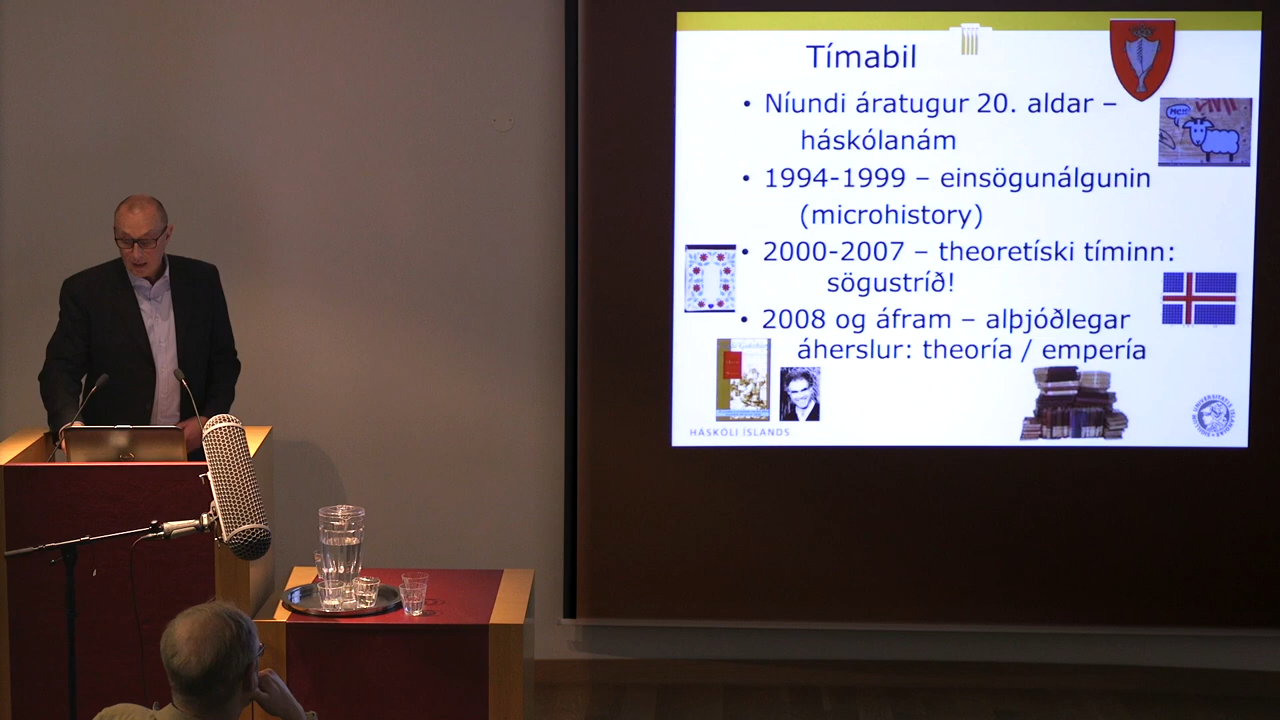 Tímabil
• Níundi áratugur 20. aldar –
háskólanám
• 1994-1999 – einsögunálgunin
(microhistory)
• 2000-2007 – theoretíski tíminn:
sögustríð!
• 2008 og áfram – alþjóðlegar
áherslur: theoría / empería
HÁSKÓLI ÍSLANDS